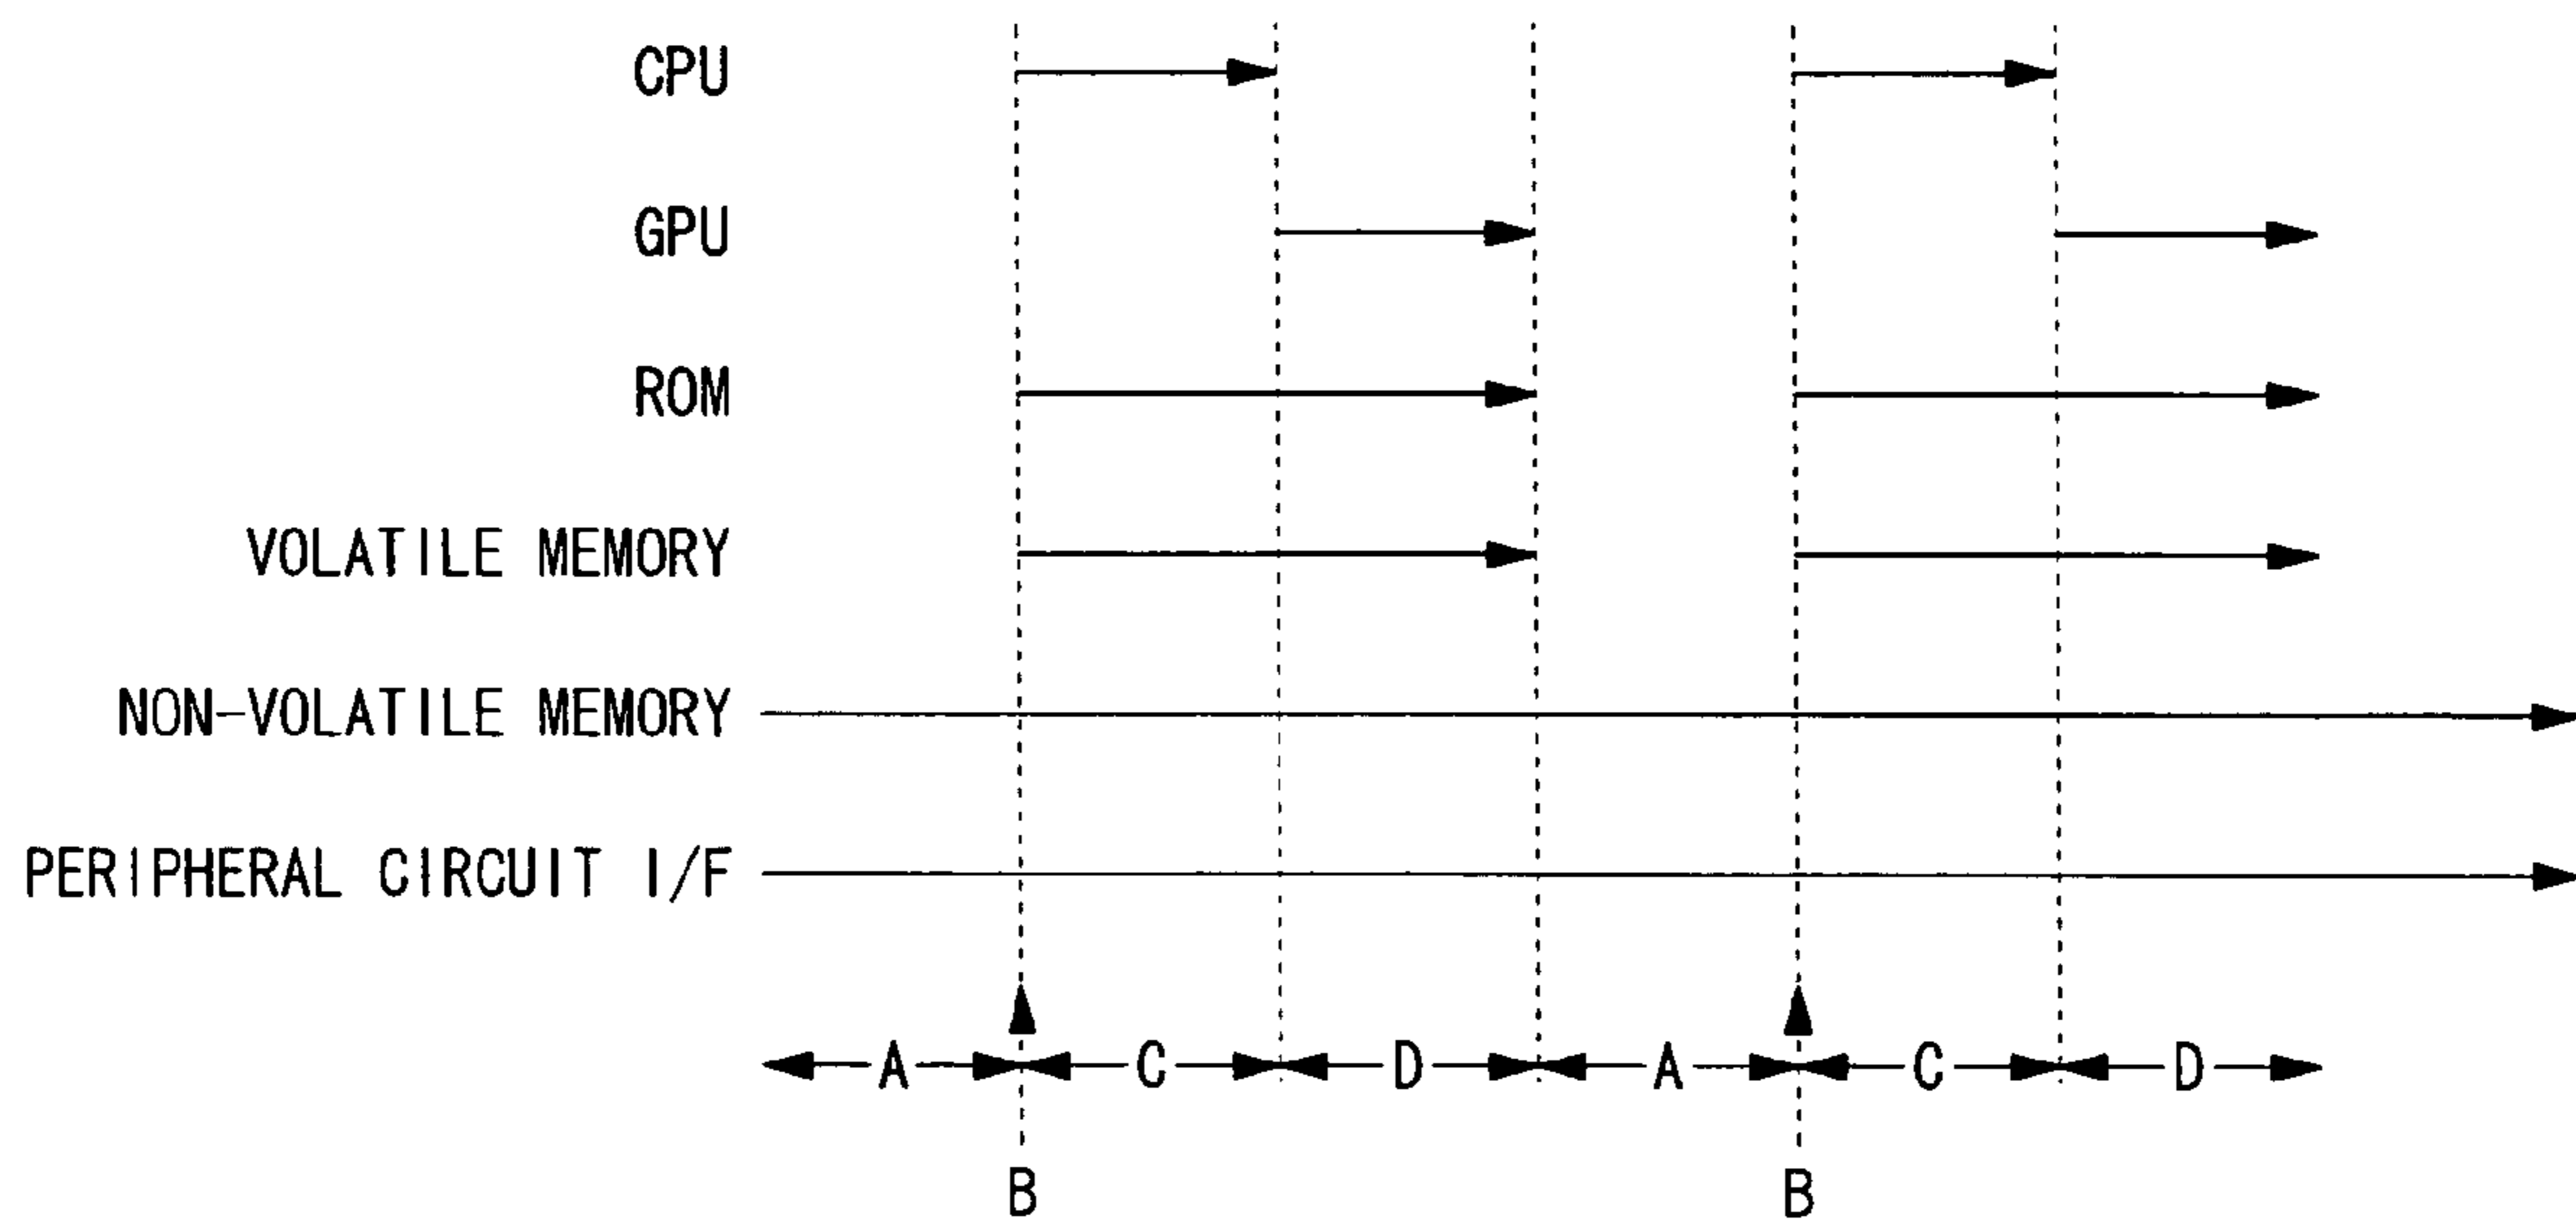 CPU
GPU
ROM
VOLATILE MEMORY
NON-VOLATILE MEMORY
PERIPHERAL CIRCUIT I/F
A C D A C D
B B